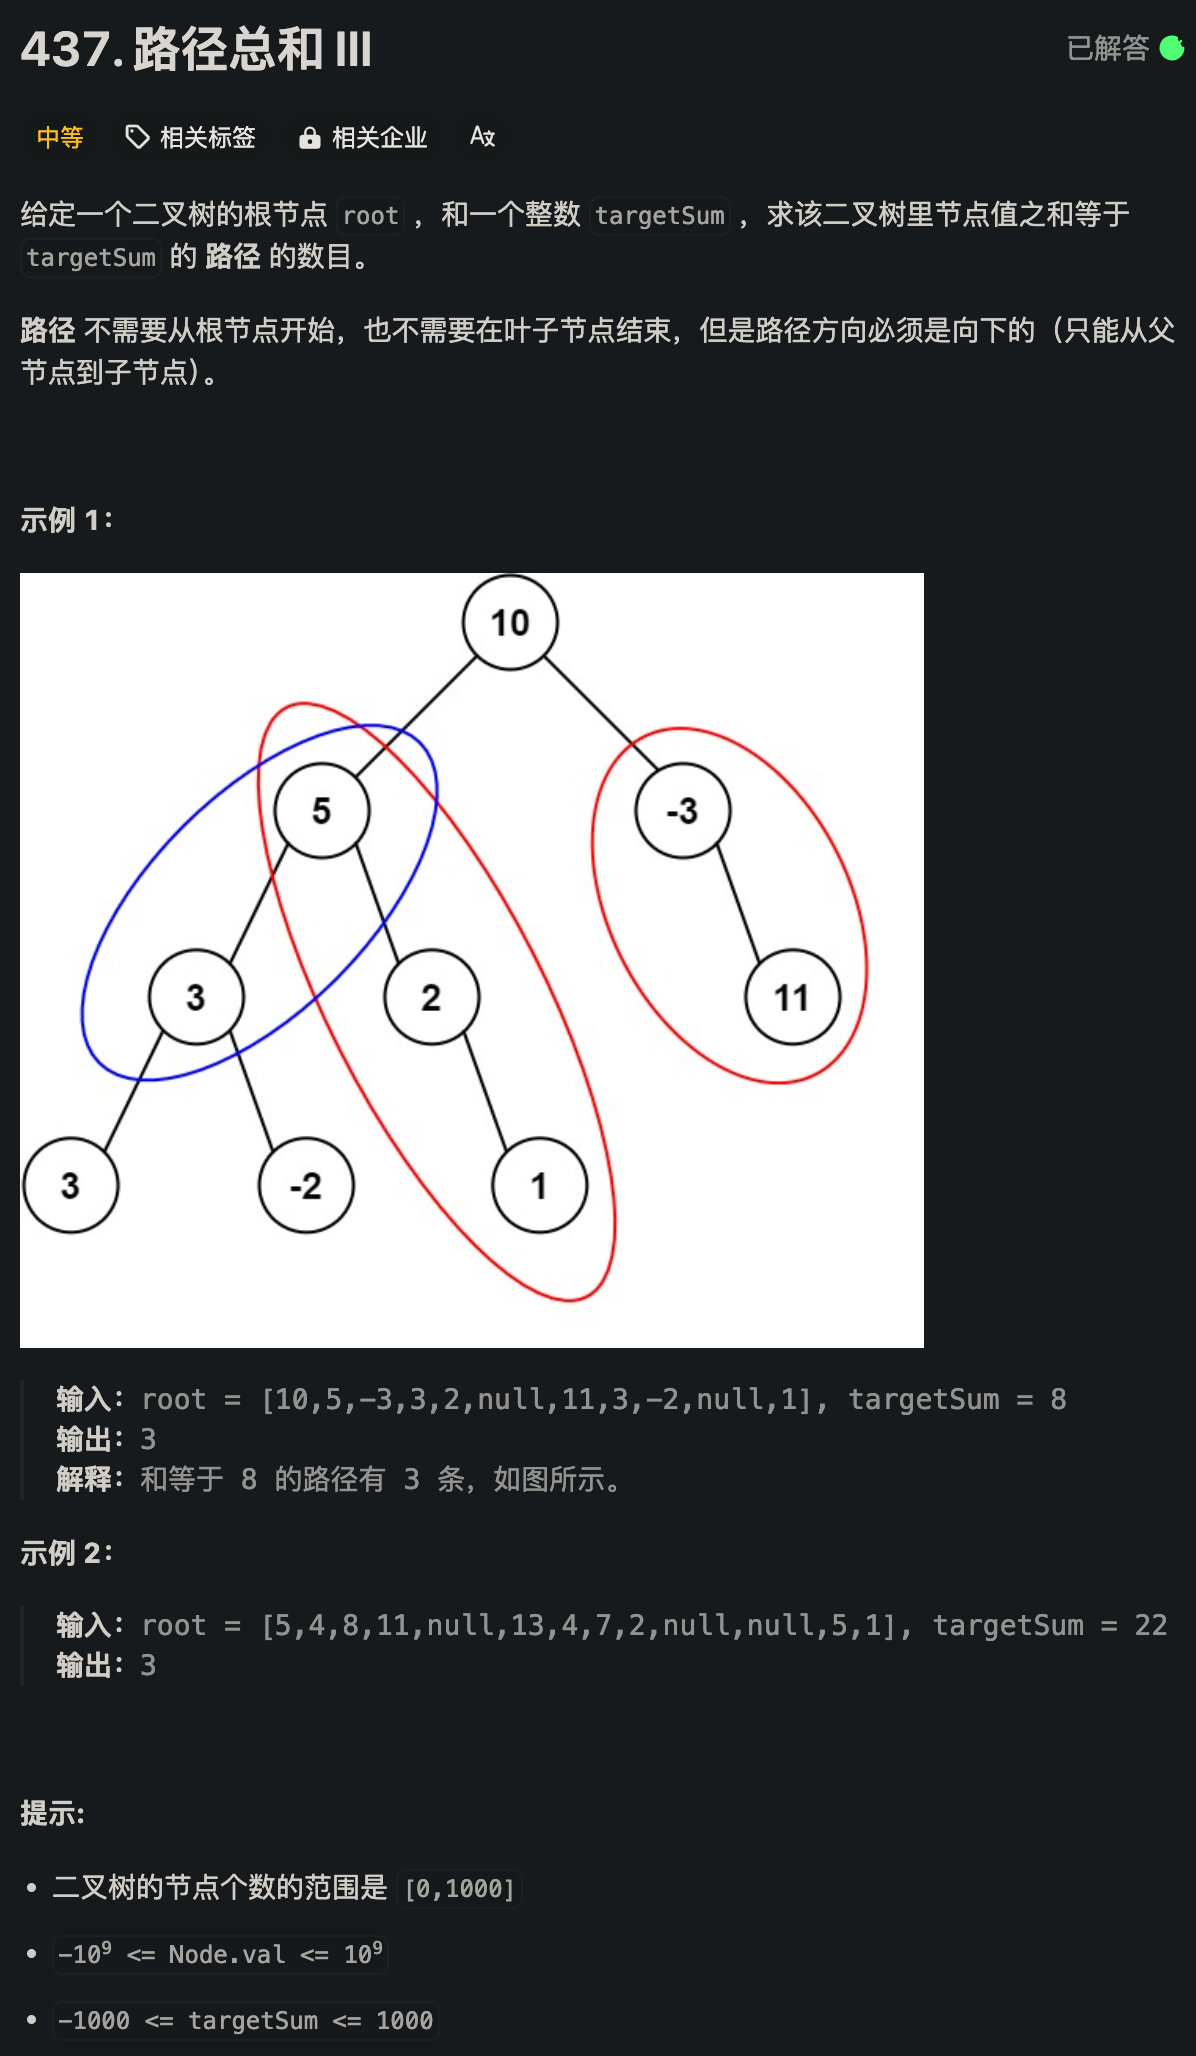 437. 路径总和 III
已解答
中等 相关标签 相关企业 Aあ
给定一个二叉树的根节点 root ，和一个整数 targetSum ，求该二叉树里节点值之和等于
targetSum 的 路径 的数目。
路径 不需要从根节点开始，也不需要在叶子节点结束，但是路径方向必须是向下的（只能从父
节点到子节点）。
示例 1：
10
5
-3
3
2
11
3
-2
1
输入：root = [10,5,-3,3,2,null,11,3,-2,null,1], targetSum = 8
输出：3
解释：和等于 8 的路径有 3 条，如图所示。
示例 2：
输入：root = [5,4,8,11,null,13,4,7,2,null,null,5,1], targetSum = 22
输出：3
提示:
• 二叉树的节点个数的范围是 [0,1000]
• -10⁹ <= Node.val <= 10⁹
• -1000 <= targetSum <= 1000